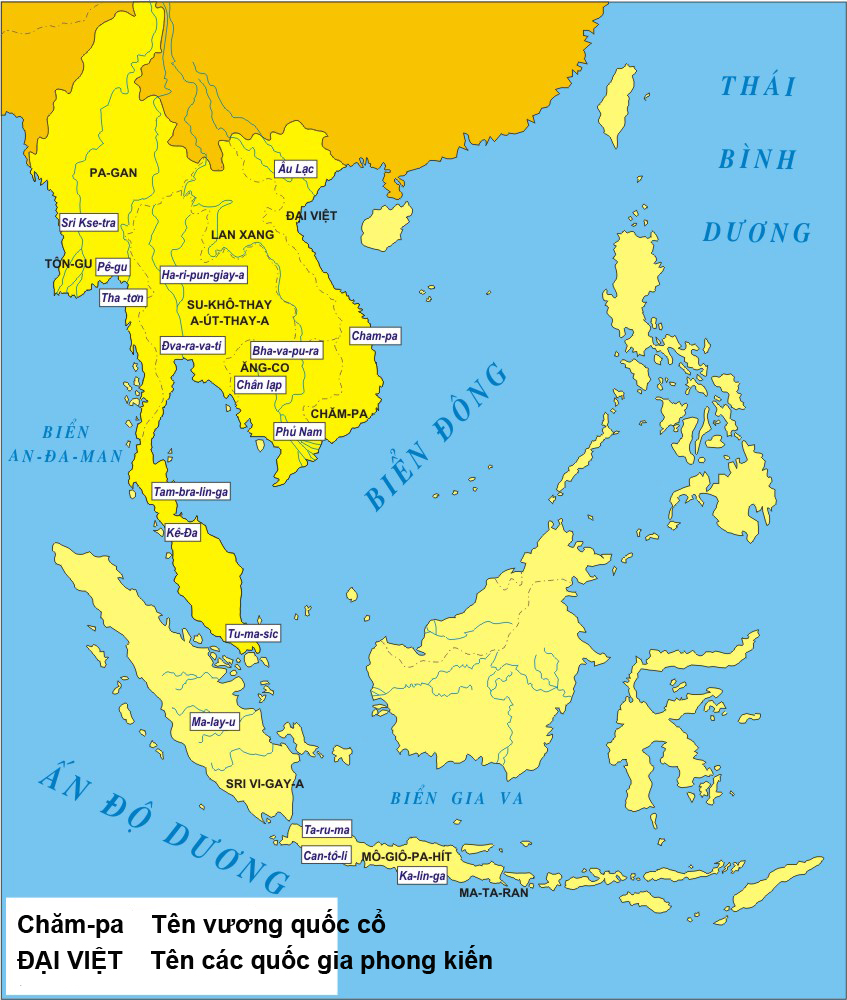 THÁI
BÌNH
DƯƠNG
PA-GAN
Âu Lạc
ĐẠI VIỆT
Sri Kse-tra
LAN XANG
TÔN-GU
Pê-gu
Ha-ri-pun-giay-a
Tha -tơn
SU-KHÔ-THAY
A-ÚT-THAY-A
Cham-pa
Đva-ra-va-ti
Bha-va-pu-ra
ĂNG-CO
Chân lạp
CHĂM-PA
Phù Nam
BIỂN
AN-ĐA-MAN
BIỂN ĐÔNG
Tam-bra-lin-ga
Kê-Đa
Tu-ma-sic
Ma-lay-u
SRI VI-GAY-A
ẤN ĐỘ DƯƠNG
BIỂN GIA VA
Ta-ru-ma
Can-tô-li
MÔ-GIÔ-PA-HÍT
Ka-lin-ga
MA-TA-RAN
Chăm-pa Tên vương quốc cổ
ĐẠI VIỆT Tên các quốc gia phong kiến